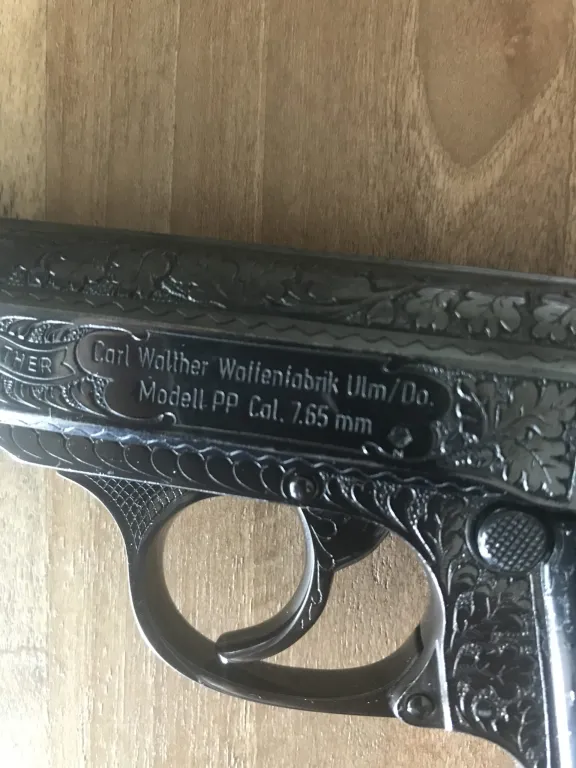 THER
Carl Walther Waffenfabrik Ulm/Do.
Modell PP Cal. 7.65 mm
N